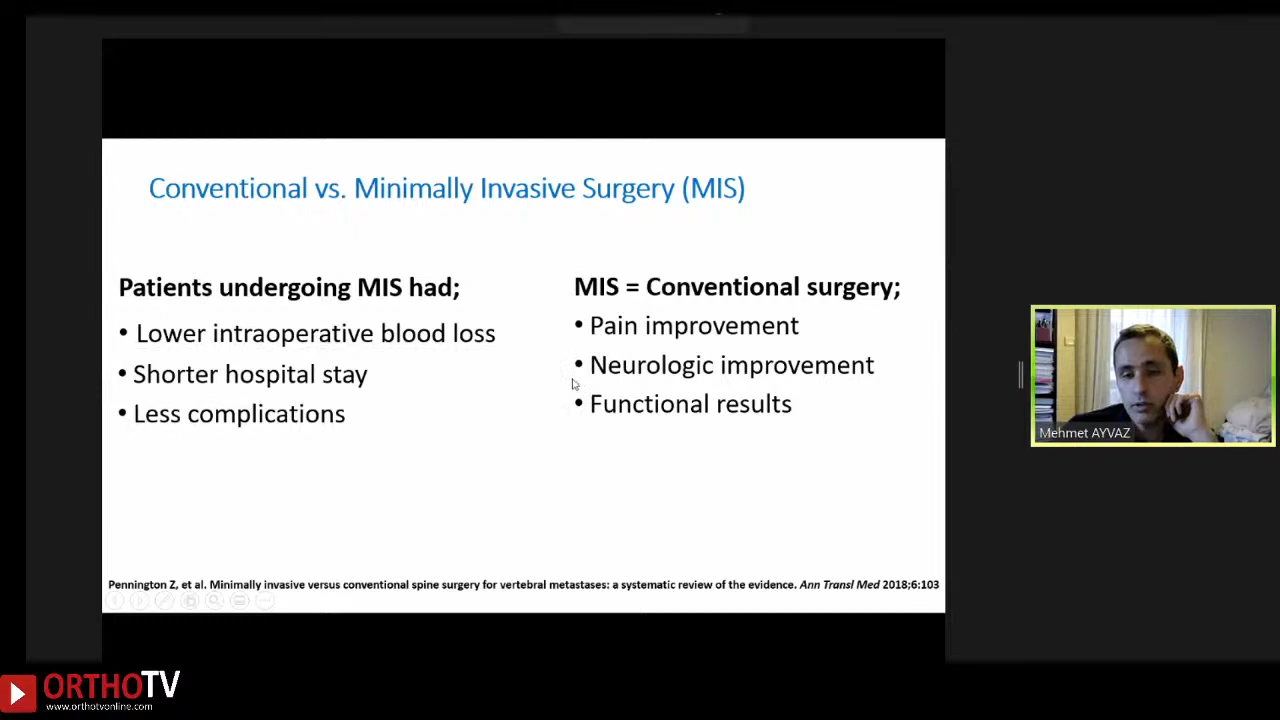 Conventional vs. Minimally Invasive Surgery (MIS)
Patients undergoing MIS had;
• Lower intraoperative blood loss
• Shorter hospital stay
• Less complications
MIS = Conventional surgery;
• Pain improvement
• Neurologic improvement
• Functional results
Pennington Z, et al. Minimally invasive versus conventional spine surgery for vertebral metastases: a systematic review of the evidence. Ann Transl Med 2018;6:103
Mehmet AYVAZ
ORTHOTV
www.orthotvonline.com